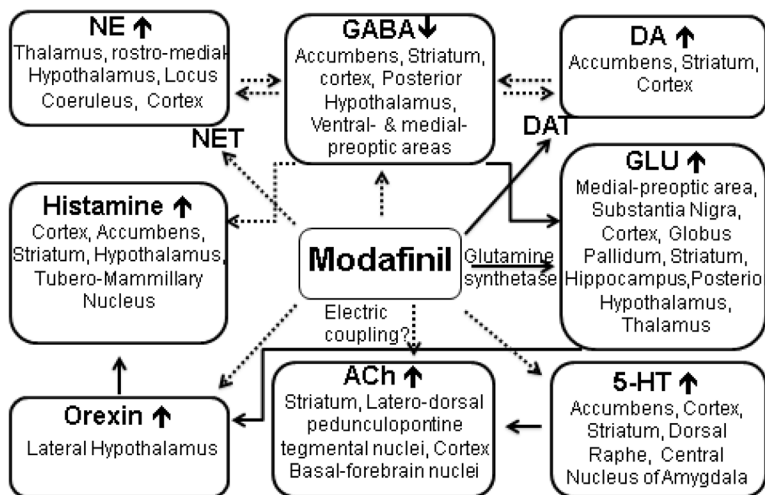 NE ↑
Thalamus, rostro-medial
Hypothalamus, Locus
Coeruleus, Cortex
GABA↓
Accumbens, Striatum,
cortex, Posterior
Hypothalamus,
Ventral- & medial-
preoptic areas
DA ↑
Accumbens, Striatum,
Cortex
NET
DAT
Histamine ↑
Cortex, Accumbens,
Striatum, Hypothalamus,
Tubero-Mammillary
Nucleus
Modafinil
Glutamine
synthetase
GLU ↑
Medial-preoptic area,
Substantia Nigra,
Cortex, Globus
Pallidum, Striatum,
Hippocampus,Posterio
Hypothalamus,
Thalamus
Electric
coupling?
Orexin ↑
Lateral Hypothalamus
ACh ↑
Striatum, Latero-dorsal
pedunculopontine
tegmental nuclei, Cortex
Basal-forebrain nuclei
5-HT ↑
Accumbens, Cortex,
Striatum, Dorsal
Raphe, Central
Nucleus of Amygdala